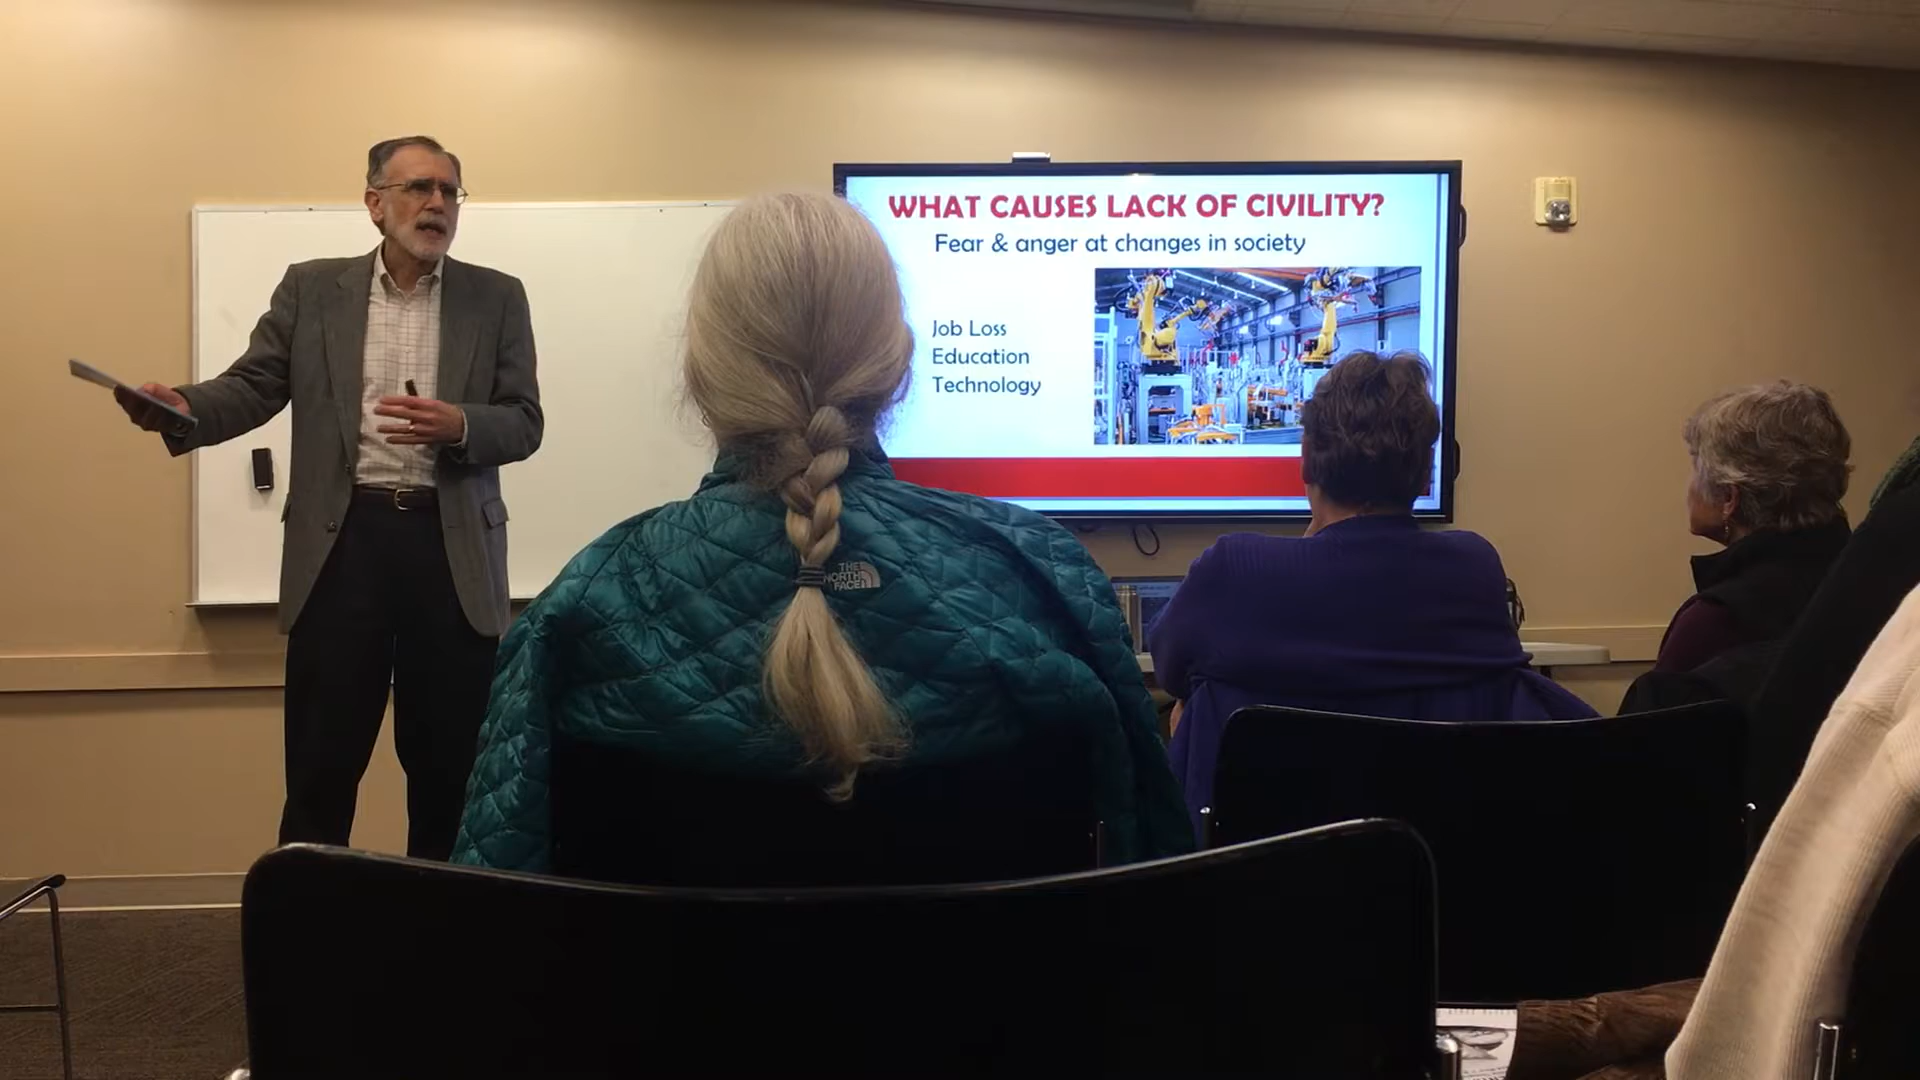 WHAT CAUSES LACK OF CIVILITY?
Fear & anger at changes in society
Job Loss
Education
Technology
THE
NORTH
FACE